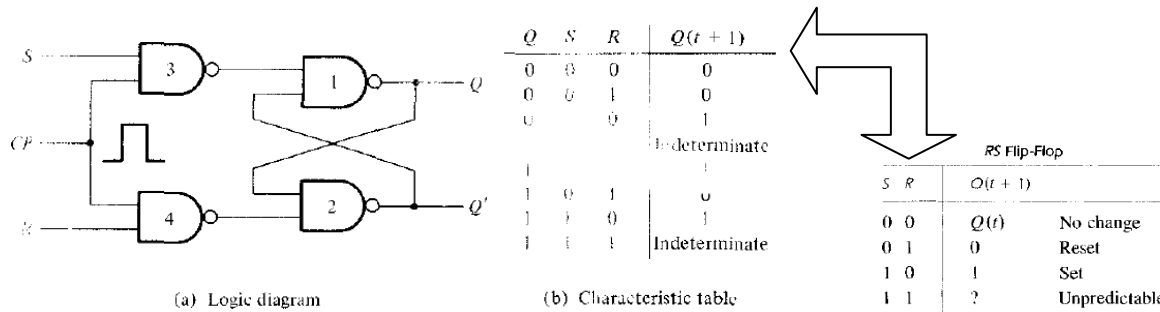 S
3
1
Q
CP
4
2
Q'
(a) Logic diagram
Q S R Q(t + 1)
0 0 0 0
0 0 1 0
0 0 1
Indeterminate
1
1 0 1 0
1 1 0 1
1 1 1 Indeterminate
(b) Characteristic table
RS Flip-Flop
S R Q(t + 1)
0 0 Q(t) No change
0 1 0 Reset
1 0 1 Set
1 1 ? Unpredictable